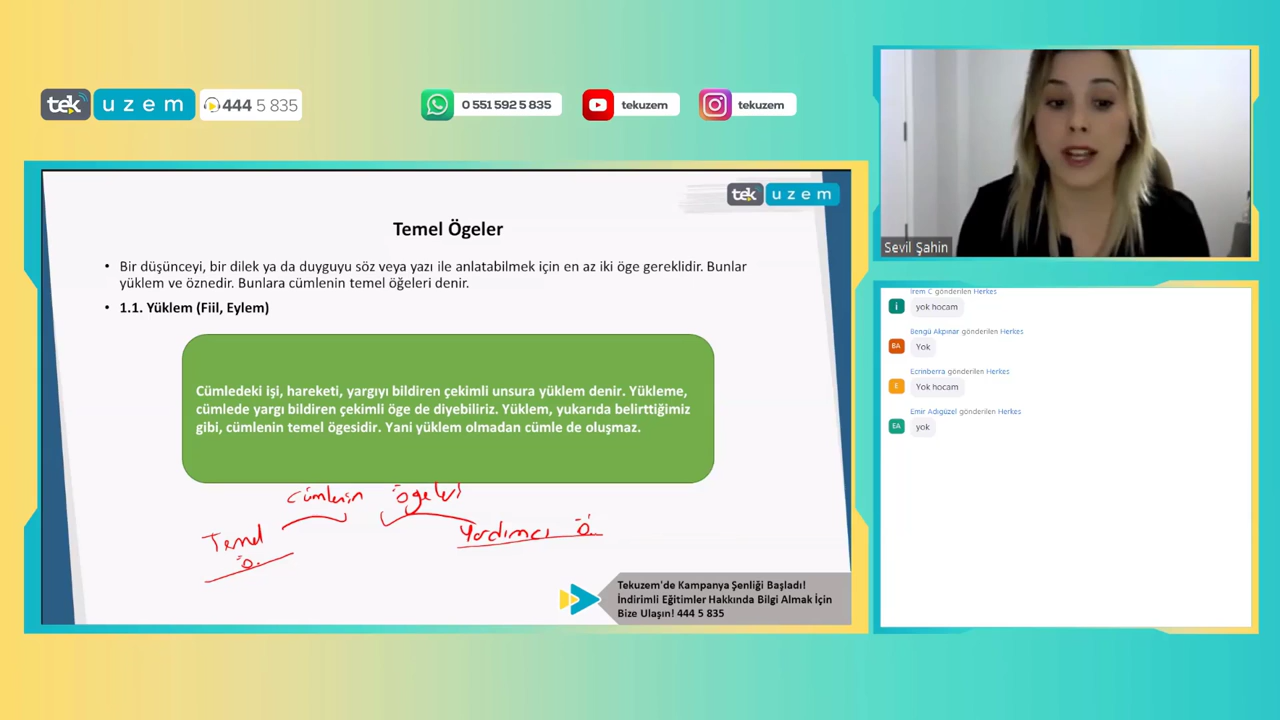 tek uzem 444 5 835
0 551 592 5 835
tekuzem
tekuzem
tek uzem
Temel Ögeler
• Bir düşünceyi, bir dilek ya da duyguyu söz veya yazı ile anlatabilmek için en az iki öge gereklidir. Bunlar
yüklem ve öznedir. Bunlara cümlenin temel öğeleri denir.
• 1.1. Yüklem (Fiil, Eylem)
Cümledeki işi, hareketi, yargıyı bildiren çekimli unsura yüklem denir. Yükleme,
cümlede yargı bildiren çekimli öge de diyebiliriz. Yüklem, yukarıda belirttiğimiz
gibi, cümlenin temel ögesidir. Yani yüklem olmadan cümle de oluşmaz.
Cümlenin ögeleri
Temel
Ö.
Yardımcı Ö.
Tekuzem'de Kampanya Şenliği Başladı!
İndirimli Eğitimler Hakkında Bilgi Almak İçin
Bize Ulaşın! 444 5 835
Sevil Şahin
İrem C gönderilen Herkes
i
yok hocam
Bengü Akpınar gönderilen Herkes
BA
Yok
Ecrinberra gönderilen Herkes
E
Yok hocam
Emir Adıgüzel gönderilen Herkes
EA
yok